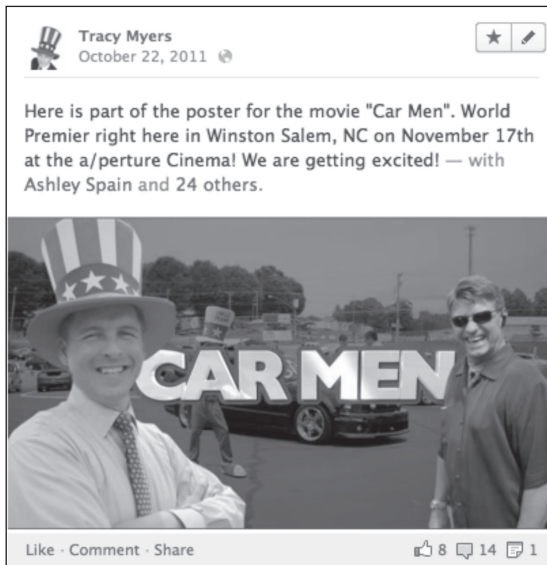 Tracy Myers
October 22, 2011
Here is part of the poster for the movie "Car Men". World
Premier right here in Winston Salem, NC on November 17th
at the a/perture Cinema! We are getting excited! — with
Ashley Spain and 24 others.
CAR MEN
Like · Comment · Share 8 14 1